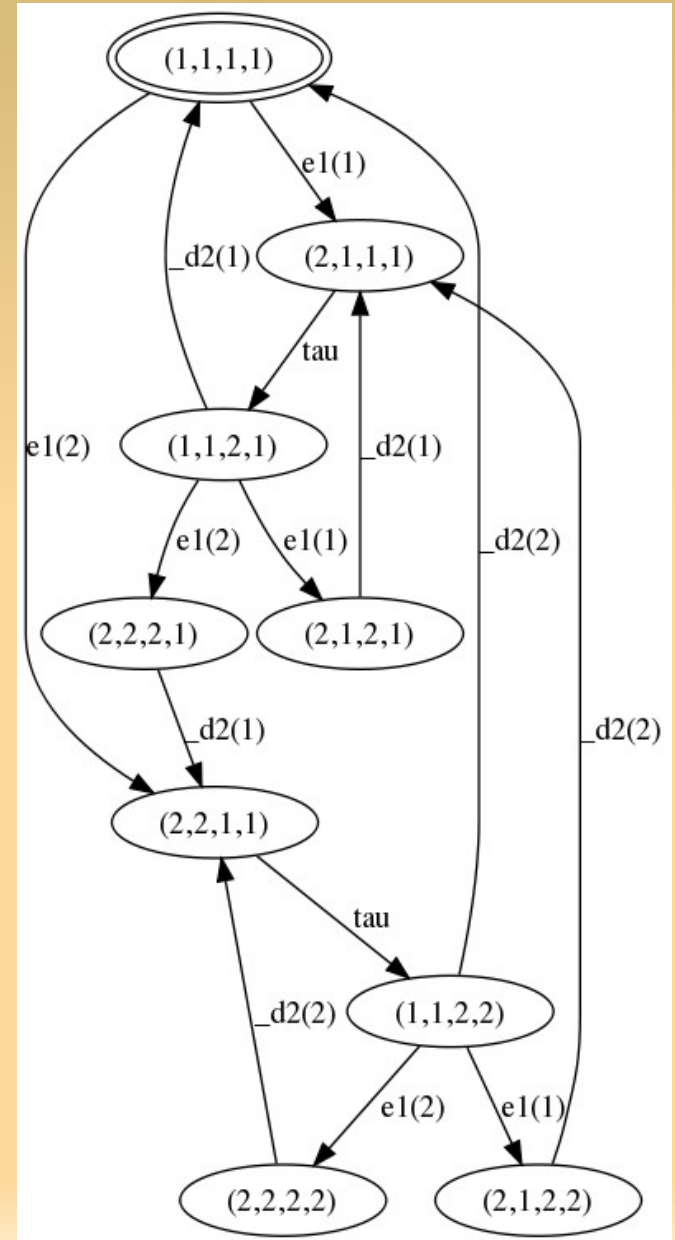 (1,1,1,1)
e1(1)
_d2(1)
(2,1,1,1)
tau
e1(2)
(1,1,2,1)
_d2(1)
e1(2)
e1(1)
_d2(2)
(2,2,2,1)
(2,1,2,1)
_d2(1)
_d2(2)
(2,2,1,1)
tau
_d2(2)
(1,1,2,2)
e1(2)
e1(1)
(2,2,2,2)
(2,1,2,2)